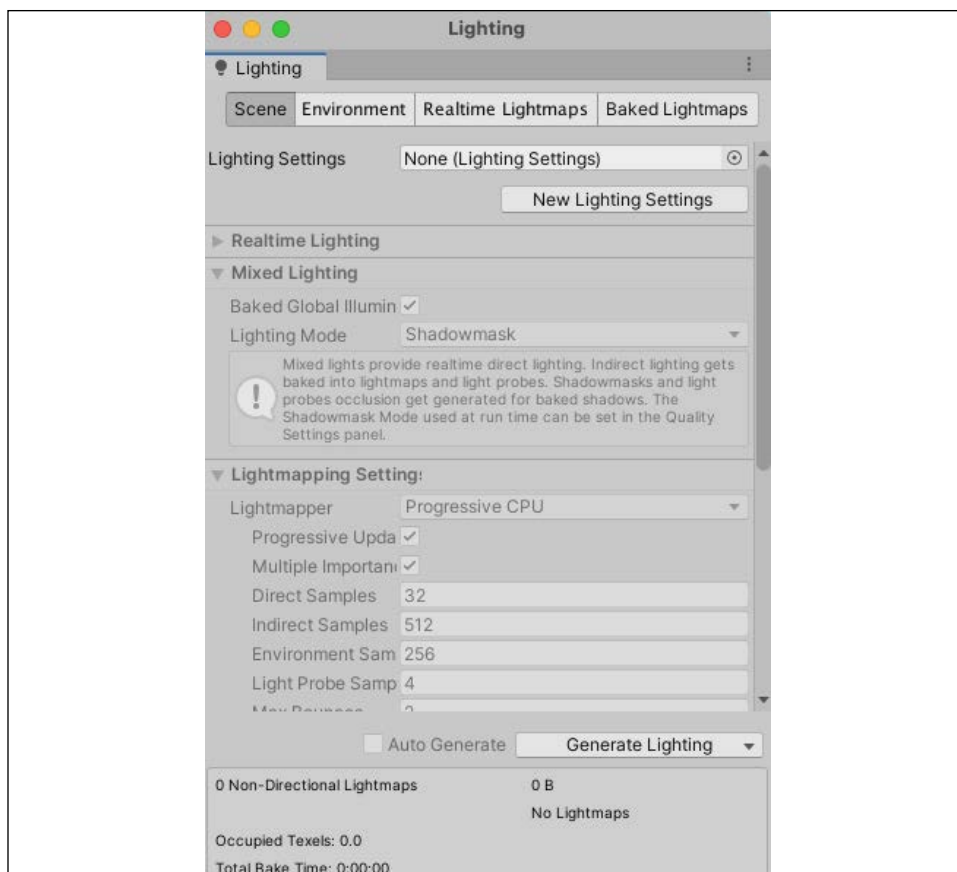 Lighting
Lighting
Scene Environment Realtime Lightmaps Baked Lightmaps
Lighting Settings None (Lighting Settings)
New Lighting Settings
Realtime Lighting
Mixed Lighting
Baked Global Illumin
Lighting Mode Shadowmask
Mixed lights provide realtime direct lighting. Indirect lighting gets
baked into lightmaps and light probes. Shadowmasks and light
probes occlusion get generated for baked shadows. The
Shadowmask Mode used at run time can be set in the Quality
Settings panel.
Lightmapping Setting
Lightmapper Progressive CPU
Progressive Upda
Multiple Importan
Direct Samples 32
Indirect Samples 512
Environment Sam 256
Light Probe Samp 4
Max Bounces 2
Auto Generate Generate Lighting
0 Non-Directional Lightmaps 0 B
No Lightmaps
Occupied Texels: 0.0
Total Bake Time: 0:00:00